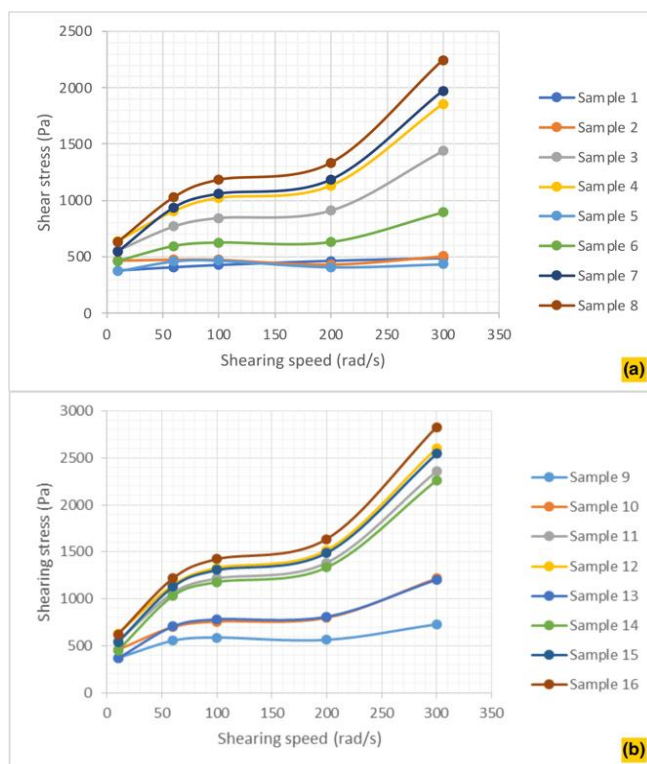 2500
2000
1500
1000
500
0
0 50 100 150 200 250 300 350
Shear stress (Pa)
Shearing speed (rad/s)
Sample 1
Sample 2
Sample 3
Sample 4
Sample 5
Sample 6
Sample 7
Sample 8
(a)
3000
2500
2000
1500
1000
500
0
0 50 100 150 200 250 300 350
Shearing stress (Pa)
Shearing speed (rad/s)
Sample 9
Sample 10
Sample 11
Sample 12
Sample 13
Sample 14
Sample 15
Sample 16
(b)